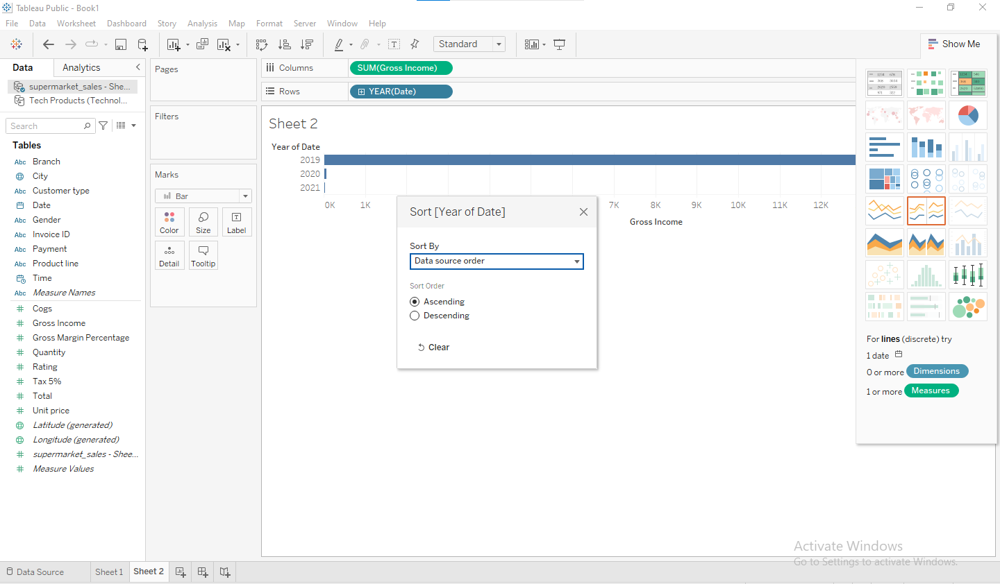 Tableau Public - Book1
File Data Worksheet Dashboard Story Analysis Map Format Server Window Help
Standard
Show Me
Data Analytics
supermarket_sales - She...
Tech Products (Technol...
Search
Tables
Abc Branch
City
Abc Customer type
Date
Abc Gender
Abc Invoice ID
Abc Payment
Abc Product line
Time
Abc Measure Names
Cogs
Gross Income
Gross Margin Percentage
Quantity
Rating
Tax 5%
Total
Unit price
Latitude (generated)
Longitude (generated)
supermarket_sales - Shee...
Measure Values
Pages
Filters
Marks
Bar
Color Size Label
Detail Tooltip
Columns SUM(Gross Income)
Rows YEAR(Date)
Sheet 2
Year of Date
2019
2020
2021
0K 1K 7K 8K 9K 10K 11K 12K
Gross Income
Sort [Year of Date]
Sort By
Data source order
Sort Order
Ascending
Descending
Clear
For lines (discrete) try
1 date
0 or more Dimensions
1 or more Measures
Activate Windows
Go to Settings to activate Windows.
Data Source Sheet 1 Sheet 2